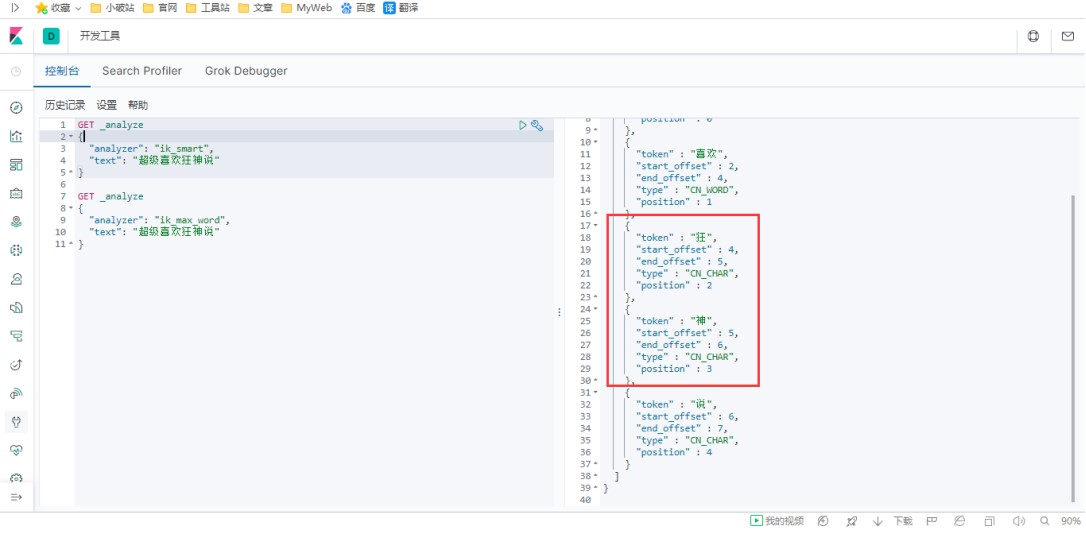 收藏 小破站 官网 工具站 文章 MyWeb 百度 译 翻译
D 开发工具
控制台 Search Profiler Grok Debugger
历史记录 设置 帮助
1 GET _analyze
2 {
3 "analyzer": "ik_smart",
4 "text": "超级喜欢狂神说"
5 }
6
7 GET _analyze
8 {
9 "analyzer": "ik_max_word",
10 "text": "超级喜欢狂神说"
11 }
8 "position" : 0
9 },
10 {
11 "token" : "喜欢",
12 "start_offset" : 2,
13 "end_offset" : 4,
14 "type" : "CN_WORD",
15 "position" : 1
16 },
17 {
18 "token" : "狂",
19 "start_offset" : 4,
20 "end_offset" : 5,
21 "type" : "CN_CHAR",
22 "position" : 2
23 },
24 {
25 "token" : "神",
26 "start_offset" : 5,
27 "end_offset" : 6,
28 "type" : "CN_CHAR",
29 "position" : 3
30 },
31 {
32 "token" : "说",
33 "start_offset" : 6,
34 "end_offset" : 7,
35 "type" : "CN_CHAR",
36 "position" : 4
37 }
38 ]
39 }
40
我的视频 下载 90%